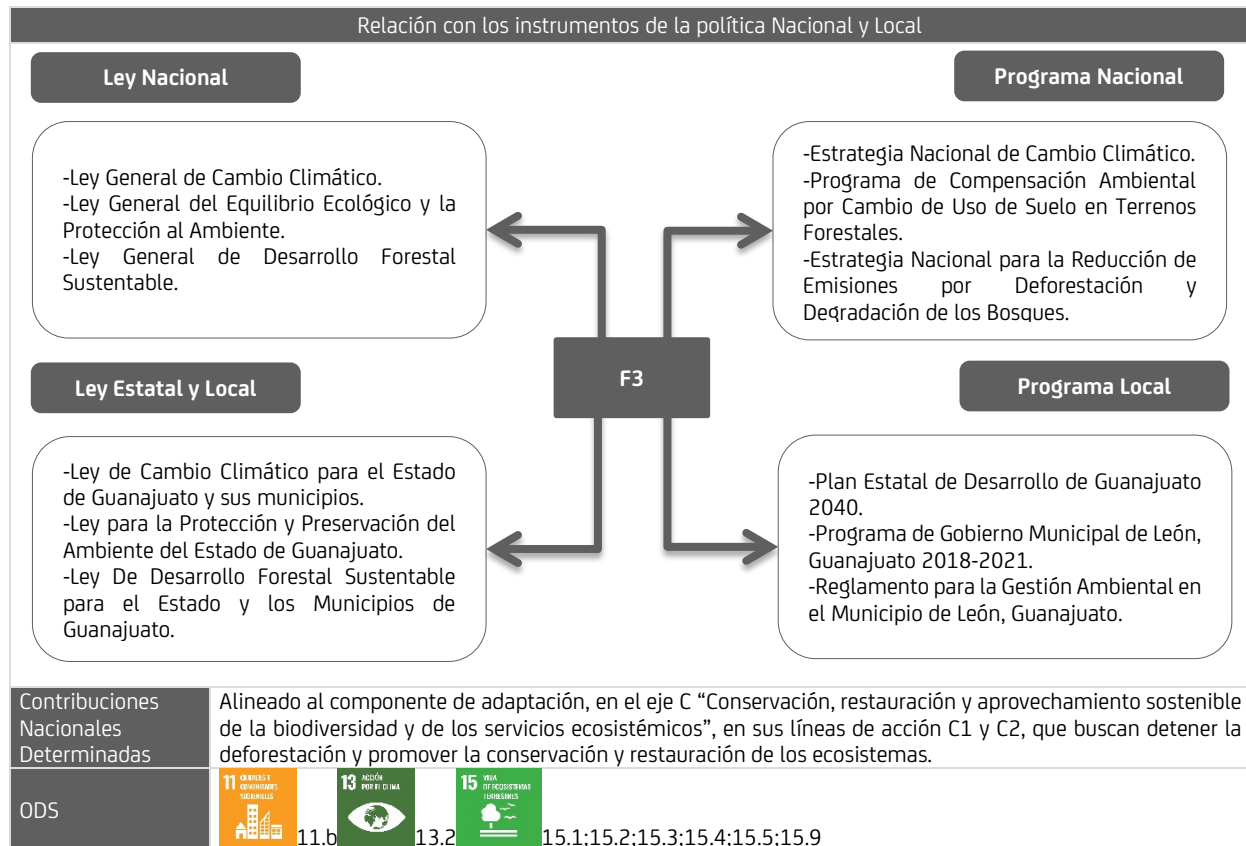 Relación con los instrumentos de la política Nacional y Local
Ley Nacional
-Ley General de Cambio Climático.
-Ley General del Equilibrio Ecológico y la
Protección al Ambiente.
-Ley General de Desarrollo Forestal
Sustentable.
Programa Nacional
-Estrategia Nacional de Cambio Climático.
-Programa de Compensación Ambiental
por Cambio de Uso de Suelo en Terrenos
Forestales.
-Estrategia Nacional para la Reducción de
Emisiones por Deforestación y
Degradación de los Bosques.
F3
Ley Estatal y Local
-Ley de Cambio Climático para el Estado
de Guanajuato y sus municipios.
-Ley para la Protección y Preservación del
Ambiente del Estado de Guanajuato.
-Ley De Desarrollo Forestal Sustentable
para el Estado y los Municipios de
Guanajuato.
Programa Local
-Plan Estatal de Desarrollo de Guanajuato
2040.
-Programa de Gobierno Municipal de León,
Guanajuato 2018-2021.
-Reglamento para la Gestión Ambiental en
el Municipio de León, Guanajuato.
Contribuciones
Nacionales
Determinadas
Alineado al componente de adaptación, en el eje C “Conservación, restauración y aprovechamiento sostenible
de la biodiversidad y de los servicios ecosistémicos”, en sus líneas de acción C1 y C2, que buscan detener la
deforestación y promover la conservación y restauración de los ecosistemas.
ODS
11 CIUDADES Y
COMUNIDADES
SOSTENIBLES
11.b
13 ACCIÓN
POR EL CLIMA
13.2
15 VIDA
DE ECOSISTEMAS
TERRESTRES
15.1;15.2;15.3;15.4;15.5;15.9